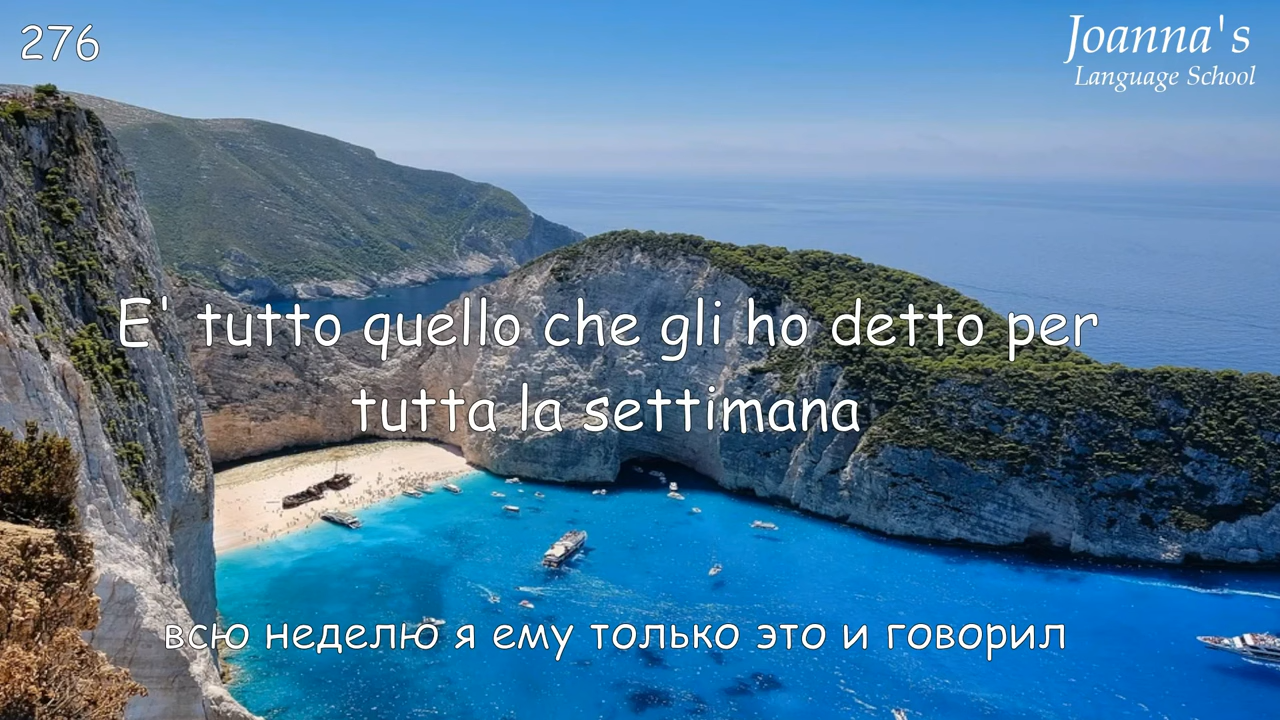 276
Joanna's
Language School
E' tutto quello che gli ho detto per
tutta la settimana
всю неделю я ему только это и говорил